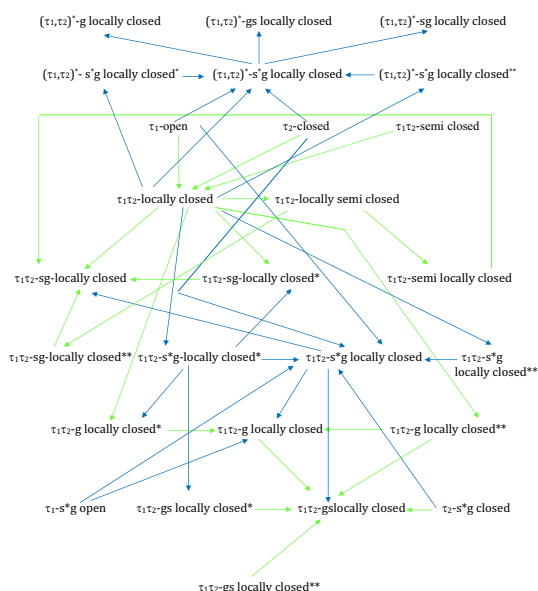 (τ₁,τ₂)*-g locally closed (τ₁,τ₂)*-gs locally closed (τ₁,τ₂)*-sg locally closed
(τ₁,τ₂)*- s*g locally closed* (τ₁,τ₂)*-s*g locally closed (τ₁,τ₂)*-s*g locally closed**
τ₁-open τ₂-closed τ₁τ₂-semi closed
τ₁τ₂-locally closed τ₁τ₂-locally semi closed
τ₁τ₂-sg-locally closed τ₁τ₂-sg-locally closed* τ₁τ₂-semi locally closed
τ₁τ₂-sg-locally closed** τ₁τ₂-s*g-locally closed* τ₁τ₂-s*g locally closed τ₁τ₂-s*g
locally closed**
τ₁τ₂-g locally closed* τ₁τ₂-g locally closed τ₁τ₂-g locally closed**
τ₁-s*g open τ₁τ₂-gs locally closed* τ₁τ₂-gslocally closed τ₂-s*g closed
τ₁τ₂-gs locally closed**